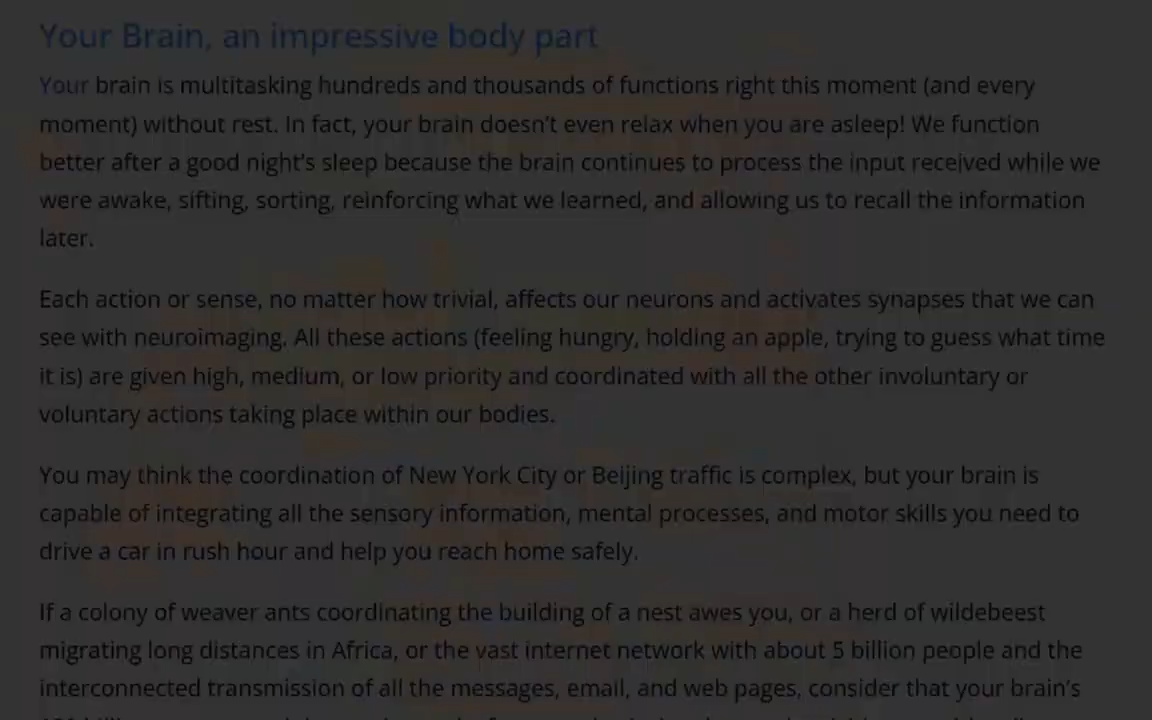 Your Brain, an impressive body part
Your brain is multitasking hundreds and thousands of functions right this moment (and every
moment) without rest. In fact, your brain doesn't even relax when you are asleep! We function
better after a good night's sleep because the brain continues to process the input received while we
were awake, sifting, sorting, reinforcing what we learned, and allowing us to recall the information
later.
Each action or sense, no matter how trivial, affects our neurons and activates synapses that we can
see with neuroimaging. All these actions (feeling hungry, holding an apple, trying to guess what time
it is) are given high, medium, or low priority and coordinated with all the other involuntary or
voluntary actions taking place within our bodies.
You may think the coordination of New York City or Beijing traffic is complex, but your brain is
capable of integrating all the sensory information, mental processes, and motor skills you need to
drive a car in rush hour and help you reach home safely.
If a colony of weaver ants coordinating the building of a nest awes you, or a herd of wildebeest
migrating long distances in Africa, or the vast internet network with about 5 billion people and the
interconnected transmission of all the messages, email, and web pages, consider that your brain's